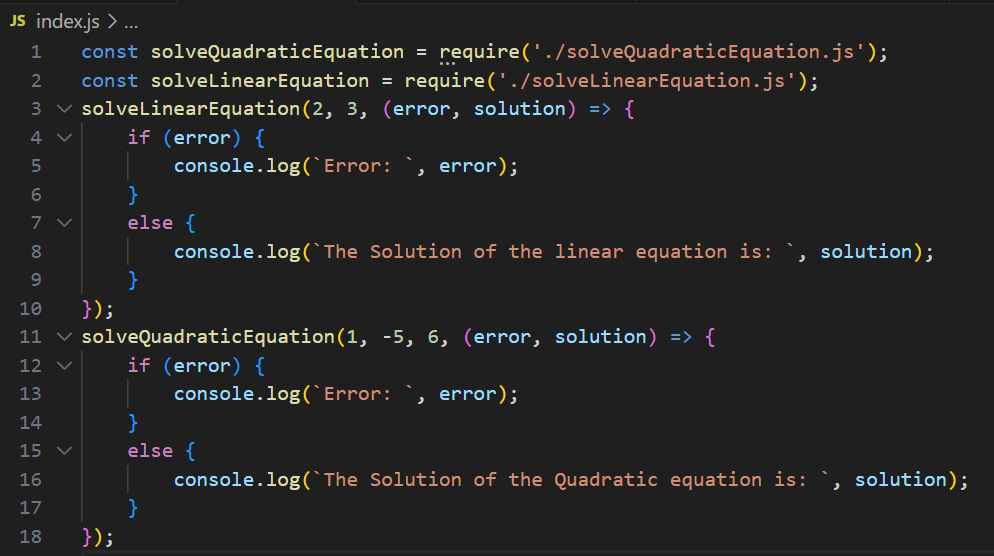 JS index.js > ...
1 const solveQuadraticEquation = require('./solveQuadraticEquation.js');
2 const solveLinearEquation = require('./solveLinearEquation.js');
3 solveLinearEquation(2, 3, (error, solution) => {
4     if (error) {
5         console.log(`Error: `, error);
6     }
7     else {
8         console.log(`The Solution of the linear equation is: `, solution);
9     }
10 });
11 solveQuadraticEquation(1, -5, 6, (error, solution) => {
12     if (error) {
13         console.log(`Error: `, error);
14     }
15     else {
16         console.log(`The Solution of the Quadratic equation is: `, solution);
17     }
18 });